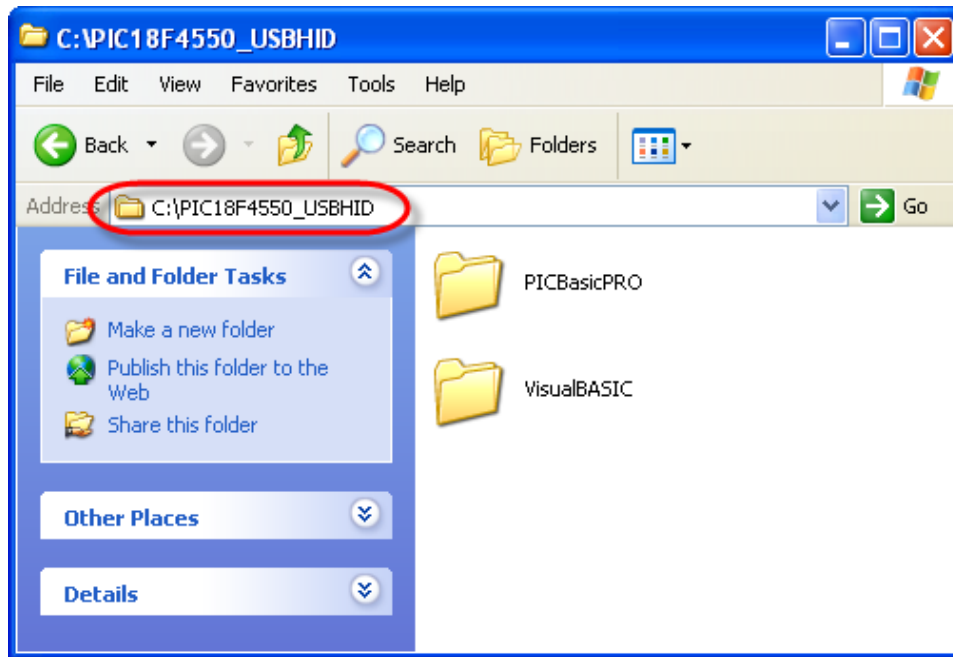 C:\PIC18F4550_USBHID
File Edit View Favorites Tools Help
Back Search Folders
Address C:\PIC18F4550_USBHID Go
File and Folder Tasks
Make a new folder
Publish this folder to the
Web
Share this folder
Other Places
Details
PICBasicPRO
VisualBASIC